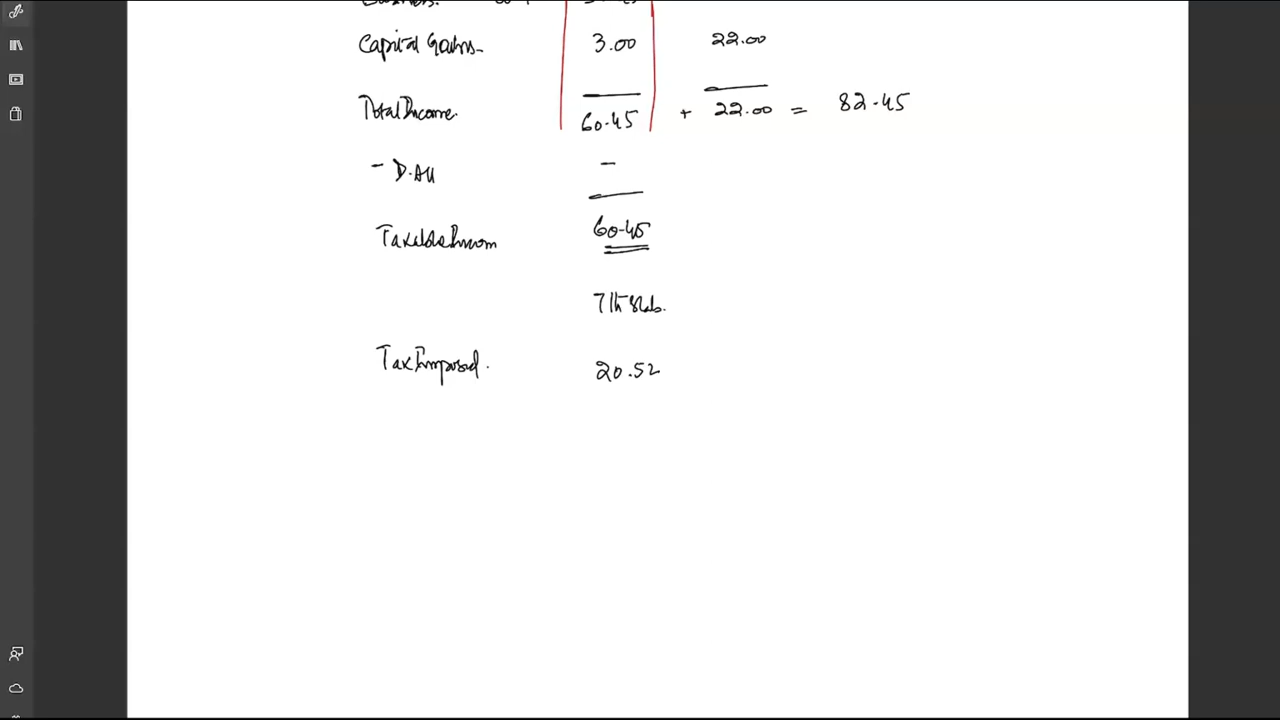 Capital Gains- 3.00 22.00
Total Income. 60.45 + 22.00 = 82.45
- D.All -
Taxable Incom 60.45
7th Slab.
Tax Imposed. 20.52